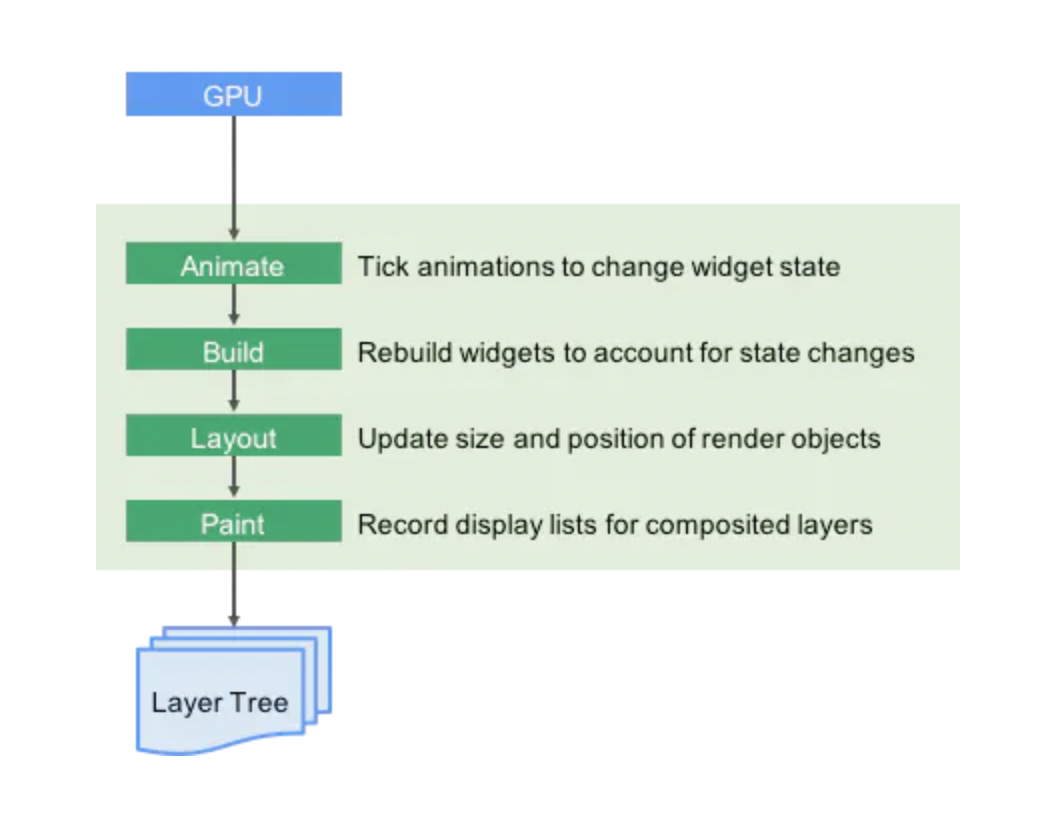 GPU
Animate
Tick animations to change widget state
Build
Rebuild widgets to account for state changes
Layout
Update size and position of render objects
Paint
Record display lists for composited layers
Layer Tree